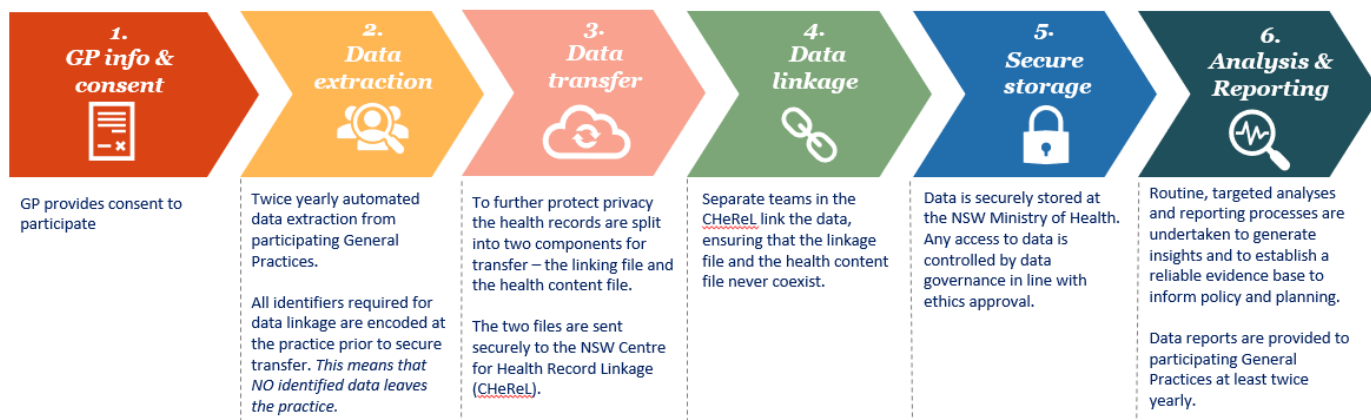 1.
GP info &
consent
GP provides consent to
participate
2.
Data
extraction
Twice yearly automated
data extraction from
participating General
Practices.
All identifiers required for
data linkage are encoded at
the practice prior to secure
transfer. This means that
NO identified data leaves
the practice.
3.
Data
transfer
To further protect privacy
the health records are split
into two components for
transfer – the linking file and
the health content file.
The two files are sent
securely to the NSW Centre
for Health Record Linkage
(CHeReL).
4.
Data
linkage
Separate teams in the
CHeReL link the data,
ensuring that the linkage
file and the health content
file never coexist.
5.
Secure
storage
Data is securely stored at
the NSW Ministry of Health.
Any access to data is
controlled by data
governance in line with
ethics approval.
6.
Analysis &
Reporting
Routine, targeted analyses
and reporting processes are
undertaken to generate
insights and to establish a
reliable evidence base to
inform policy and planning.
Data reports are provided to
participating General
Practices at least twice
yearly.